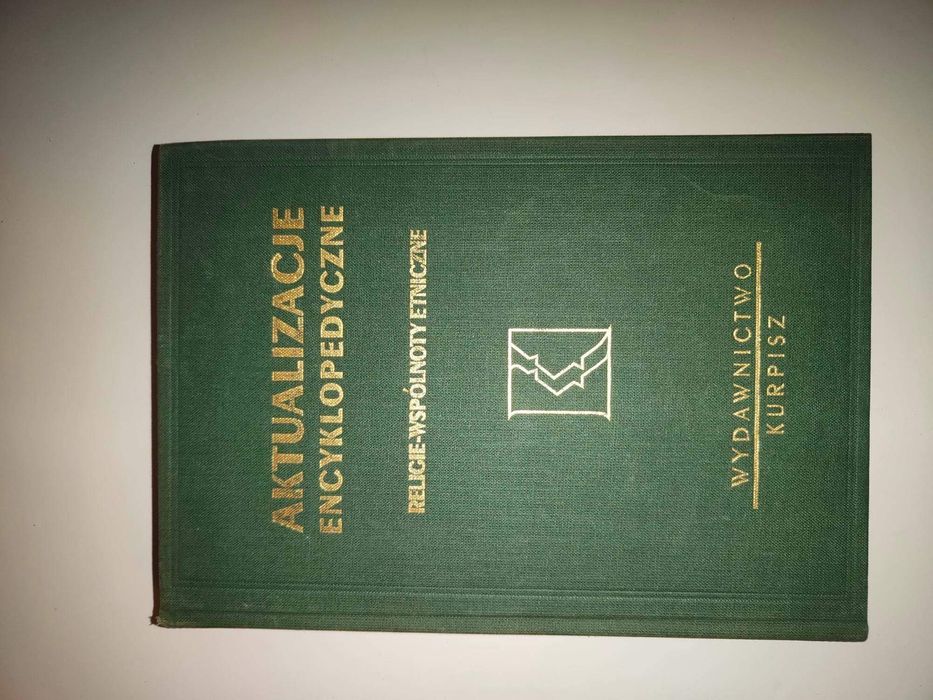 AKTUALIZACJE
ENCYKLOPEDYCZNE
RELIGIE-WSPÓLNOTY ETNICZNE
WYDAWNICTWO
KURPISZ